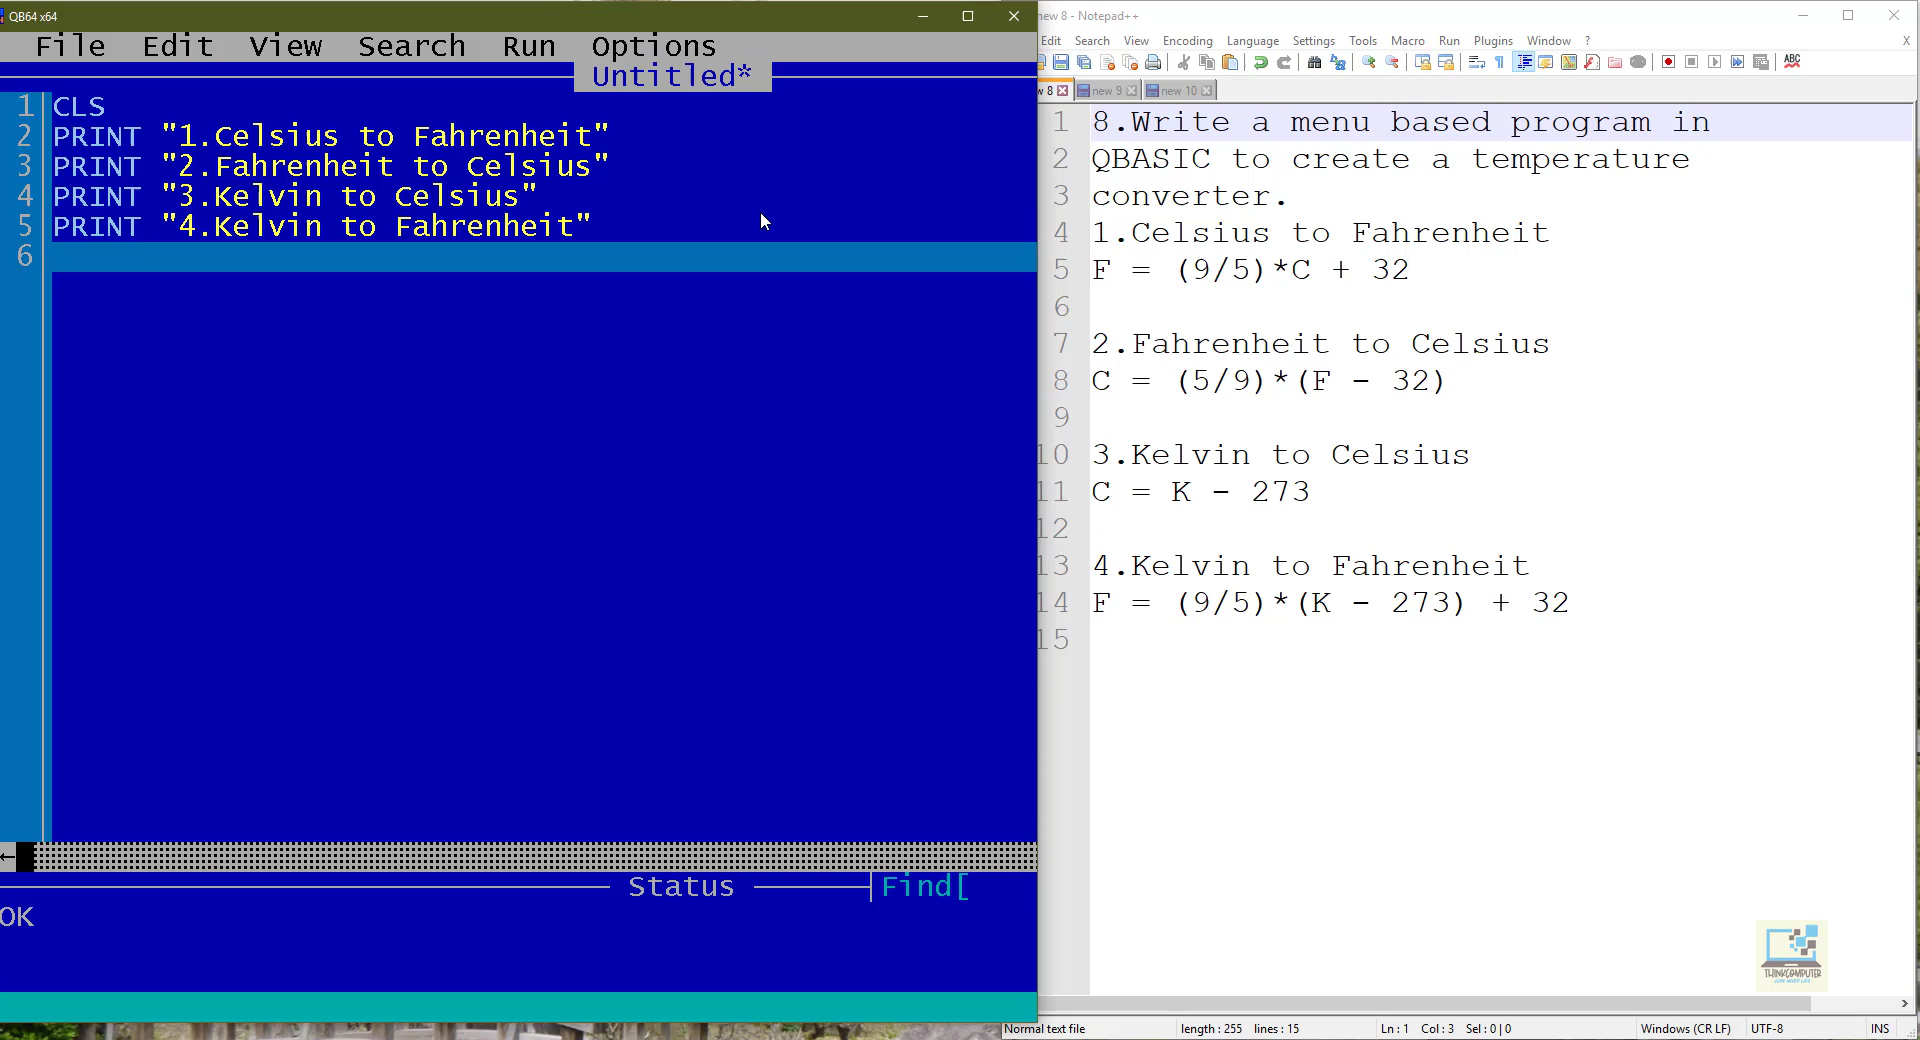 QB64 x64
File Edit View Search Run Options
Untitled*
1 CLS
2 PRINT "1.Celsius to Fahrenheit"
3 PRINT "2.Fahrenheit to Celsius"
4 PRINT "3.Kelvin to Celsius"
5 PRINT "4.Kelvin to Fahrenheit"
6
Status
Find[
OK
new 8 - Notepad++
Edit Search View Encoding Language Settings Tools Macro Run Plugins Window ? X
w 8 new 9 new 10
1 8.Write a menu based program in
2 QBASIC to create a temperature
3 converter.
4 1.Celsius to Fahrenheit
5 F = (9/5)*C + 32
6
7 2.Fahrenheit to Celsius
8 C = (5/9)*(F - 32)
9
10 3.Kelvin to Celsius
11 C = K - 273
12
13 4.Kelvin to Fahrenheit
14 F = (9/5)*(K - 273) + 32
15
THINKCOMPUTER
Normal text file length : 255 lines : 15 Ln : 1 Col : 3 Sel : 0 | 0 Windows (CR LF) UTF-8 INS